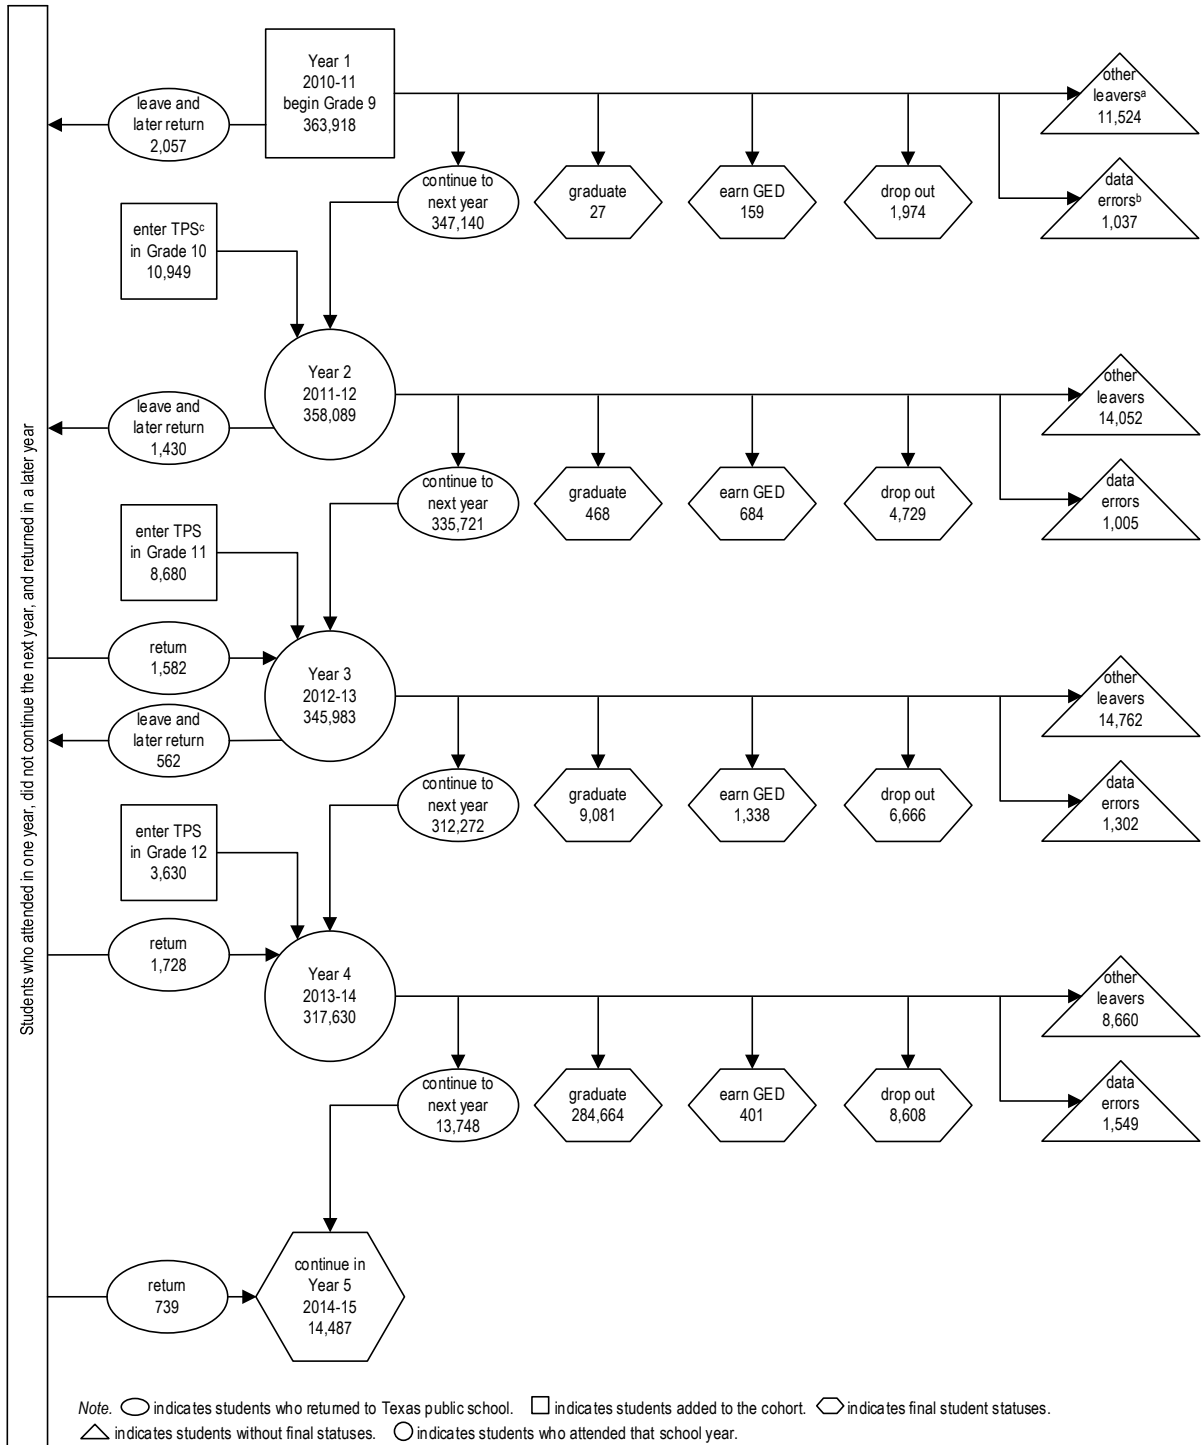 Students who attended in one year, did not continue the next year, and returned in a later year
Year 1
2010-11
begin Grade 9
363,918
leave and
later return
2,057
other
leaversᵃ
11,524
continue to
next year
347,140
graduate
27
earn GED
159
drop out
1,974
data
errorsᵇ
1,037
enter TPSᶜ
in Grade 10
10,949
Year 2
2011-12
358,089
leave and
later return
1,430
other
leavers
14,052
continue to
next year
335,721
graduate
468
earn GED
684
drop out
4,729
data
errors
1,005
enter TPS
in Grade 11
8,680
return
1,582
Year 3
2012-13
345,983
leave and
later return
562
other
leavers
14,762
continue to
next year
312,272
graduate
9,081
earn GED
1,338
drop out
6,666
data
errors
1,302
enter TPS
in Grade 12
3,630
return
1,728
Year 4
2013-14
317,630
other
leavers
8,660
continue to
next year
13,748
graduate
284,664
earn GED
401
drop out
8,608
data
errors
1,549
return
739
continue in
Year 5
2014-15
14,487
Note. indicates students who returned to Texas public school. indicates students added to the cohort. indicates final student statuses.
indicates students without final statuses. indicates students who attended that school year.